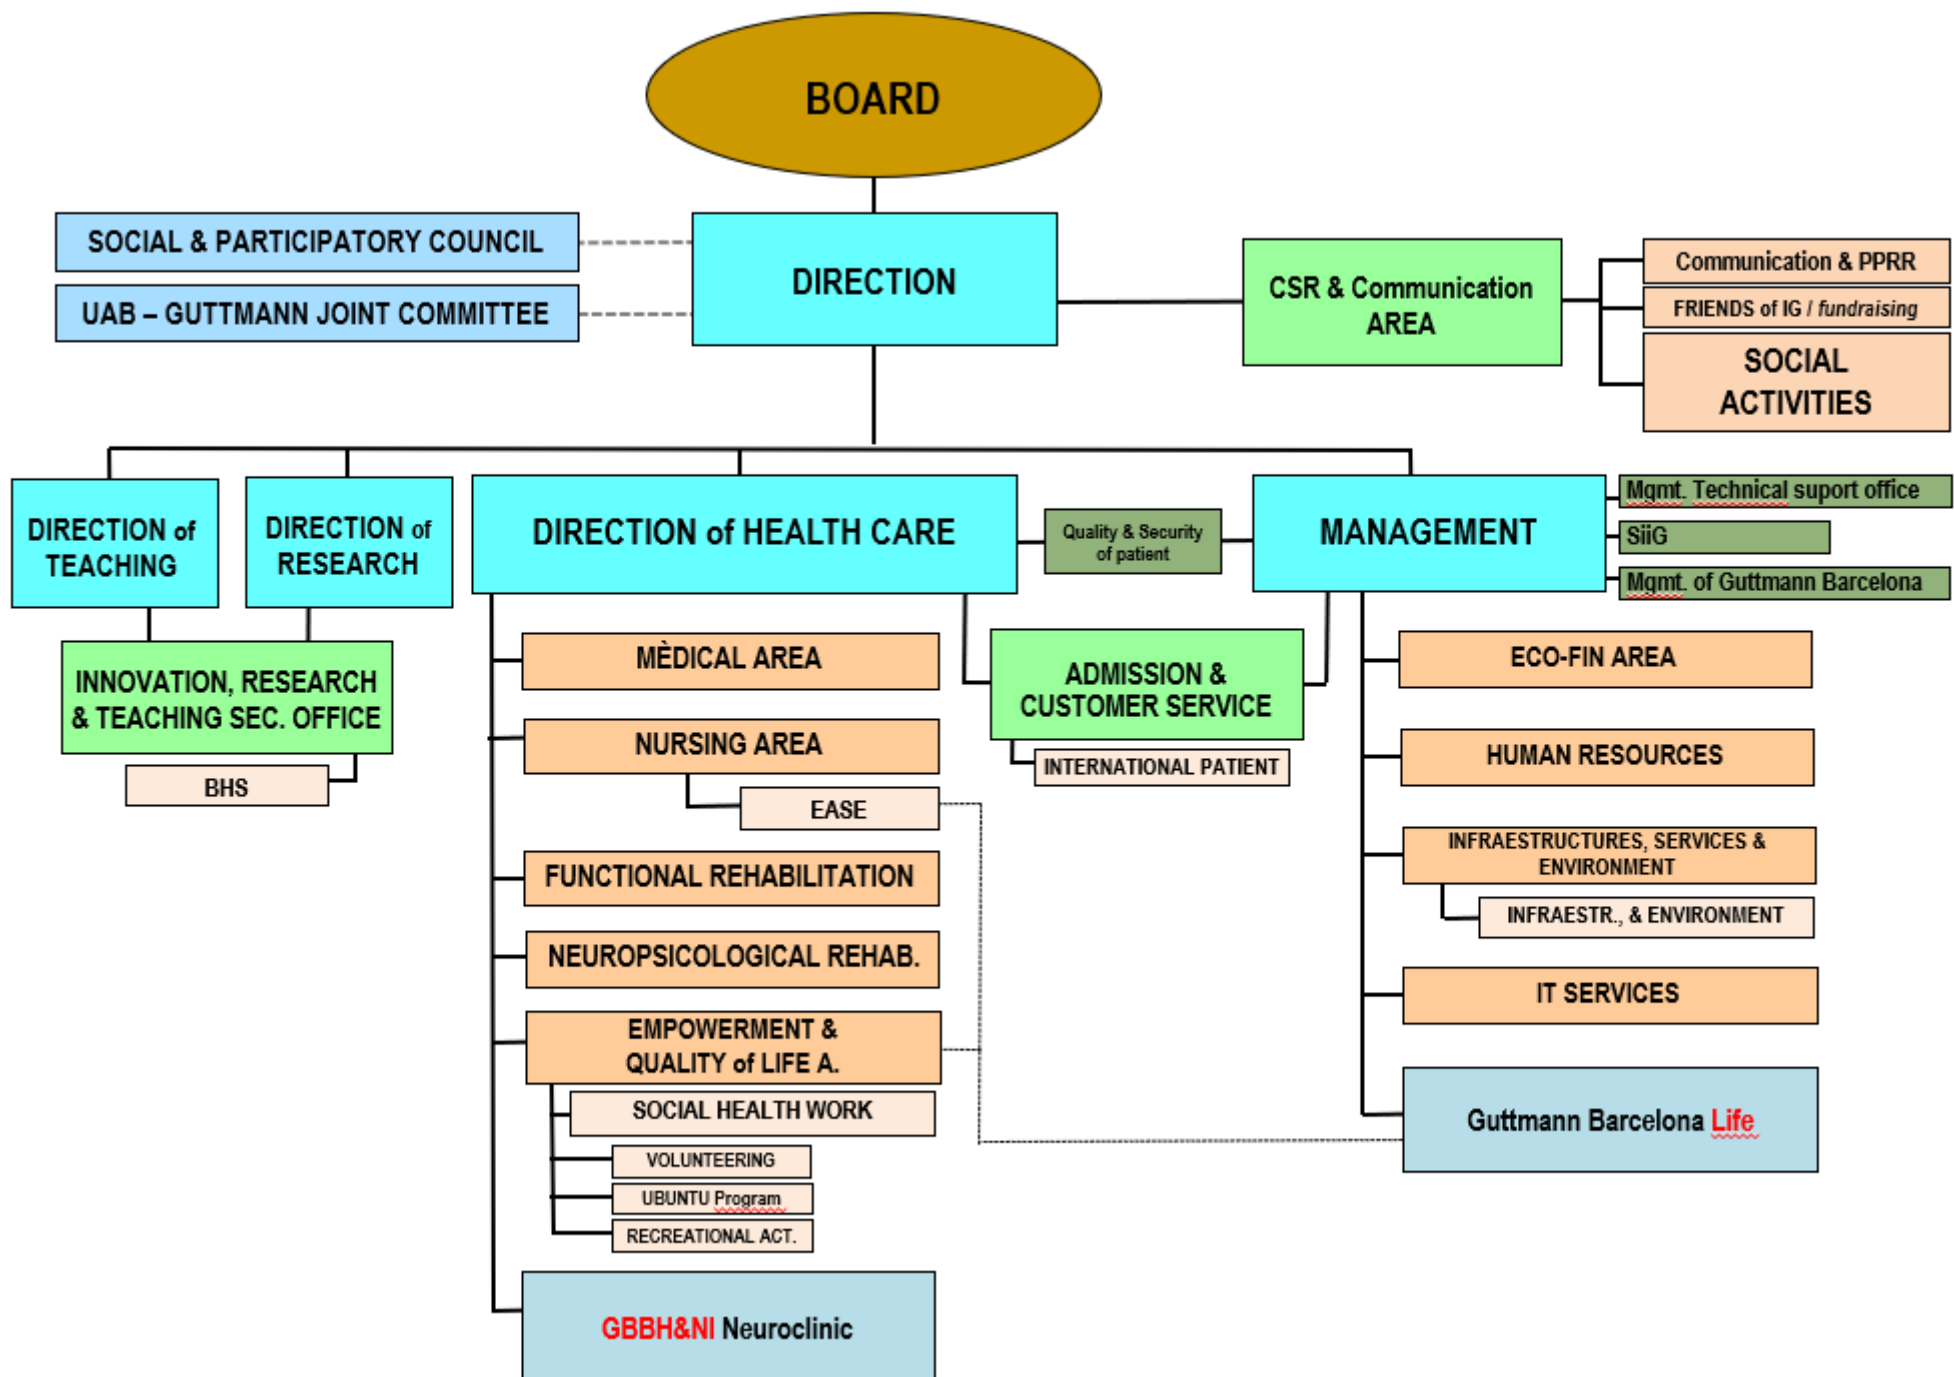 BOARD
SOCIAL & PARTICIPATORY COUNCIL
UAB – GUTTMANN JOINT COMMITTEE
DIRECTION
CSR & Communication
AREA
Communication & PPRR
FRIENDS of IG / fundraising
SOCIAL
ACTIVITIES
DIRECTION of
TEACHING
DIRECTION of
RESEARCH
DIRECTION of HEALTH CARE
Quality & Security
of patient
MANAGEMENT
Mgmt. Technical suport office
SiiG
Mgmt. of Guttmann Barcelona
INNOVATION, RESEARCH
& TEACHING SEC. OFFICE
BHS
MÈDICAL AREA
NURSING AREA
EASE
FUNCTIONAL REHABILITATION
NEUROPSICOLOGICAL REHAB.
EMPOWERMENT &
QUALITY of LIFE A.
SOCIAL HEALTH WORK
VOLUNTEERING
UBUNTU Program
RECREATIONAL ACT.
GBBH&NI Neuroclinic
ADMISSION &
CUSTOMER SERVICE
INTERNATIONAL PATIENT
ECO-FIN AREA
HUMAN RESOURCES
INFRAESTRUCTURES, SERVICES &
ENVIRONMENT
INFRAESTR., & ENVIRONMENT
IT SERVICES
Guttmann Barcelona Life